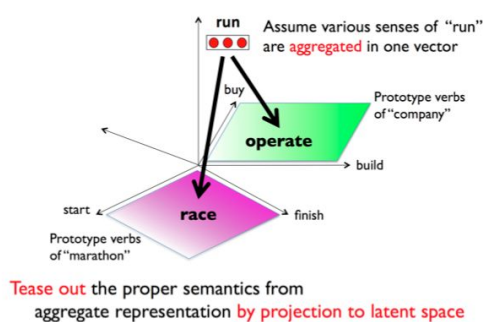 run
Assume various senses of "run"
are aggregated in one vector
buy
Prototype verbs
of "company"
operate
build
start
race
finish
Prototype verbs
of "marathon"
Tease out the proper semantics from
aggregate representation by projection to latent space